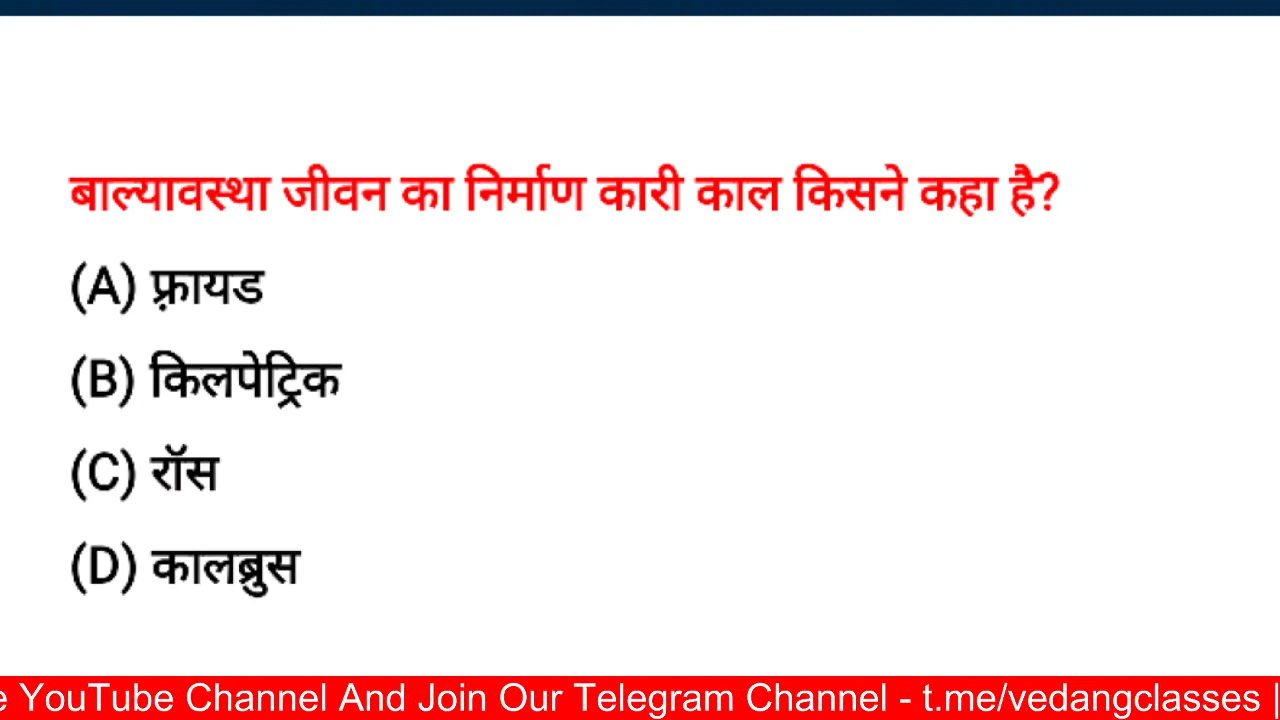 बाल्यावस्था जीवन का निर्माण कारी काल किसने कहा है?
(A) फ़्रायड
(B) किलपेट्रिक
(C) रॉस
(D) कालब्रुस
e YouTube Channel And Join Our Telegram Channel - t.me/vedangclasses |